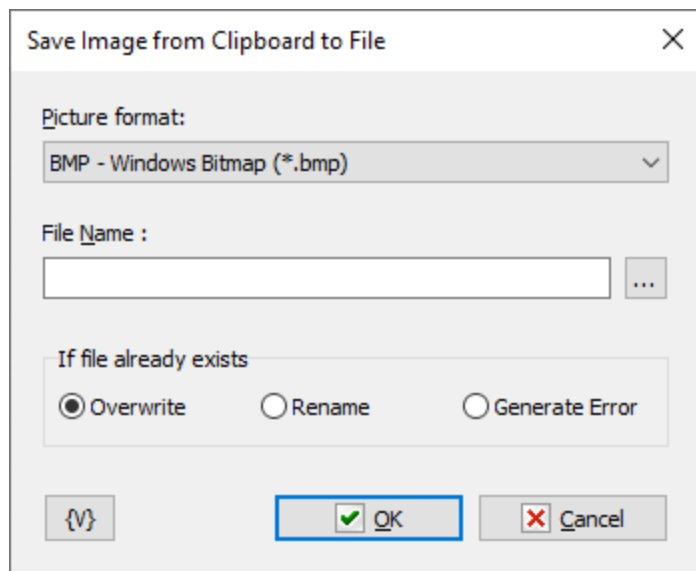 Save Image from Clipboard to File
Picture format:
BMP - Windows Bitmap (*.bmp)
File Name :
...
If file already exists
Overwrite Rename Generate Error
{V} OK Cancel